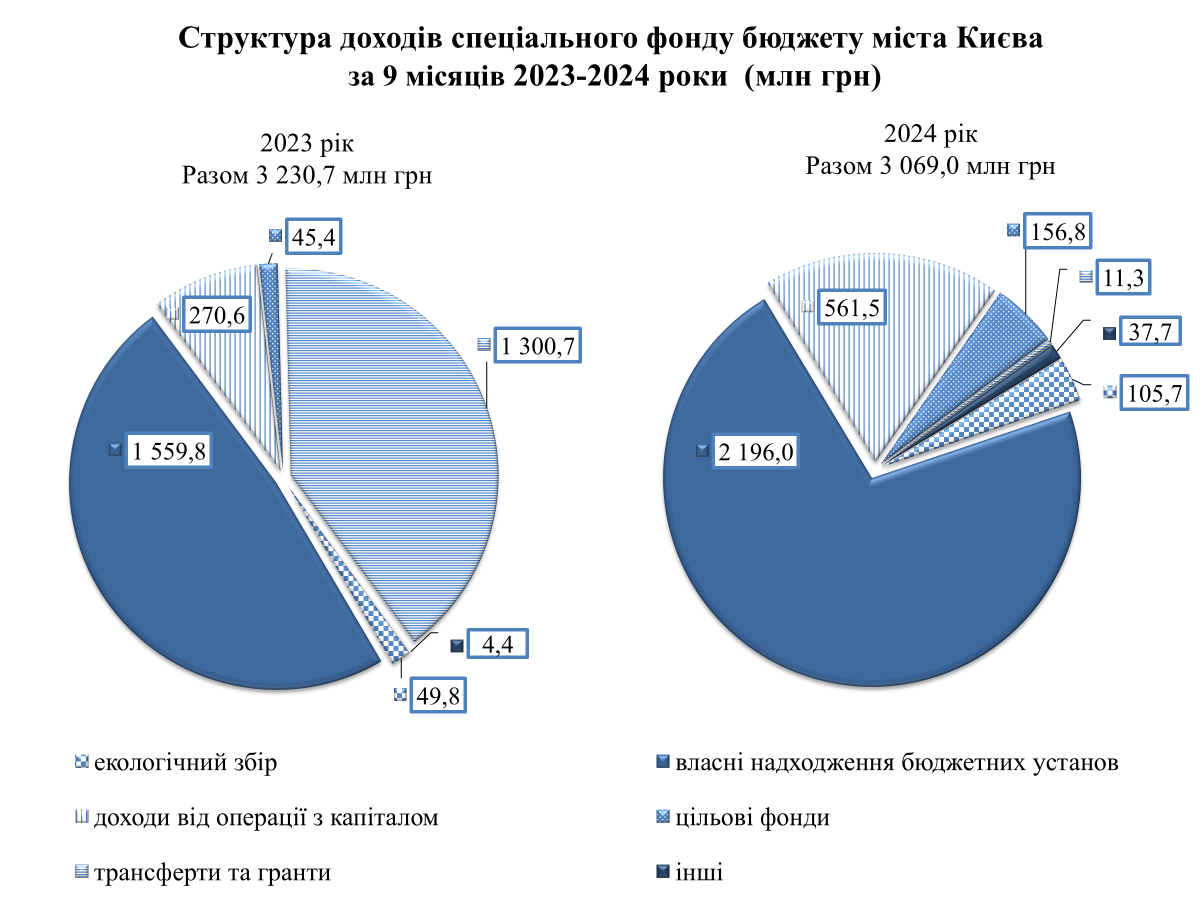 Структура доходів спеціального фонду бюджету міста Києва
за 9 місяців 2023-2024 роки (млн грн)
2023 рік
Разом 3 230,7 млн грн
45,4
270,6
1 300,7
1 559,8
4,4
49,8
2024 рік
Разом 3 069,0 млн грн
156,8
11,3
561,5
37,7
105,7
2 196,0
екологічний збір
власні надходження бюджетних установ
доходи від операції з капіталом
цільові фонди
трансферти та гранти
інші